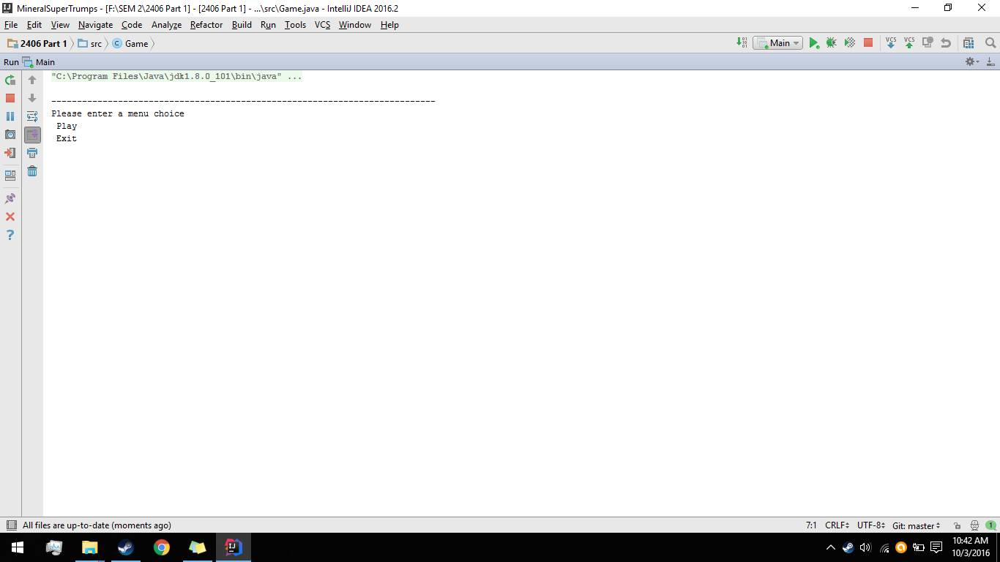 MineralSuperTrumps - [F:\SEM 2\2406 Part 1] - [2406 Part 1] - ...\src\Game.java - IntelliJ IDEA 2016.2
File Edit View Navigate Code Analyze Refactor Build Run Tools VCS Window Help
2406 Part 1 src Game Main VCS VCS
Run Main
"C:\Program Files\Java\jdk1.8.0_101\bin\java" ...
---------------------------------------------------------------------------
Please enter a menu choice
Play
Exit
All files are up-to-date (moments ago) 7:1 CRLF UTF-8 Git: master 1
10:42 AM
10/3/2016